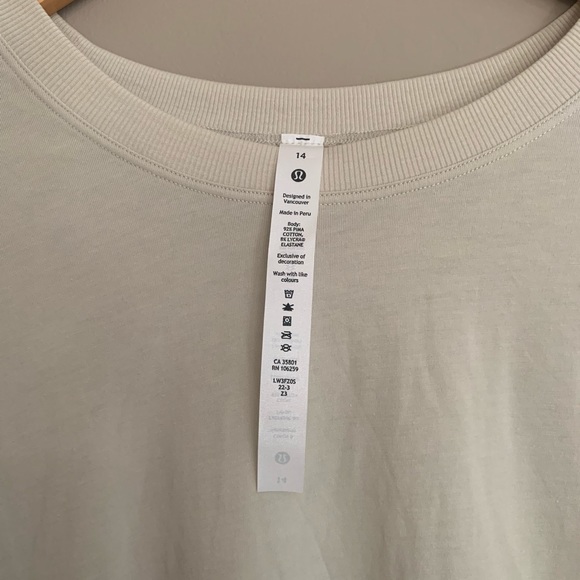 14
Designed in
Vancouver
Made in Peru
Body:
92% PIMA
COTTON,
8% LYCRA®
ELASTANE
Exclusive of
decoration
Wash with like
colours
CA 35801
RN 106259
LW3FZ0S
22-3
Z3